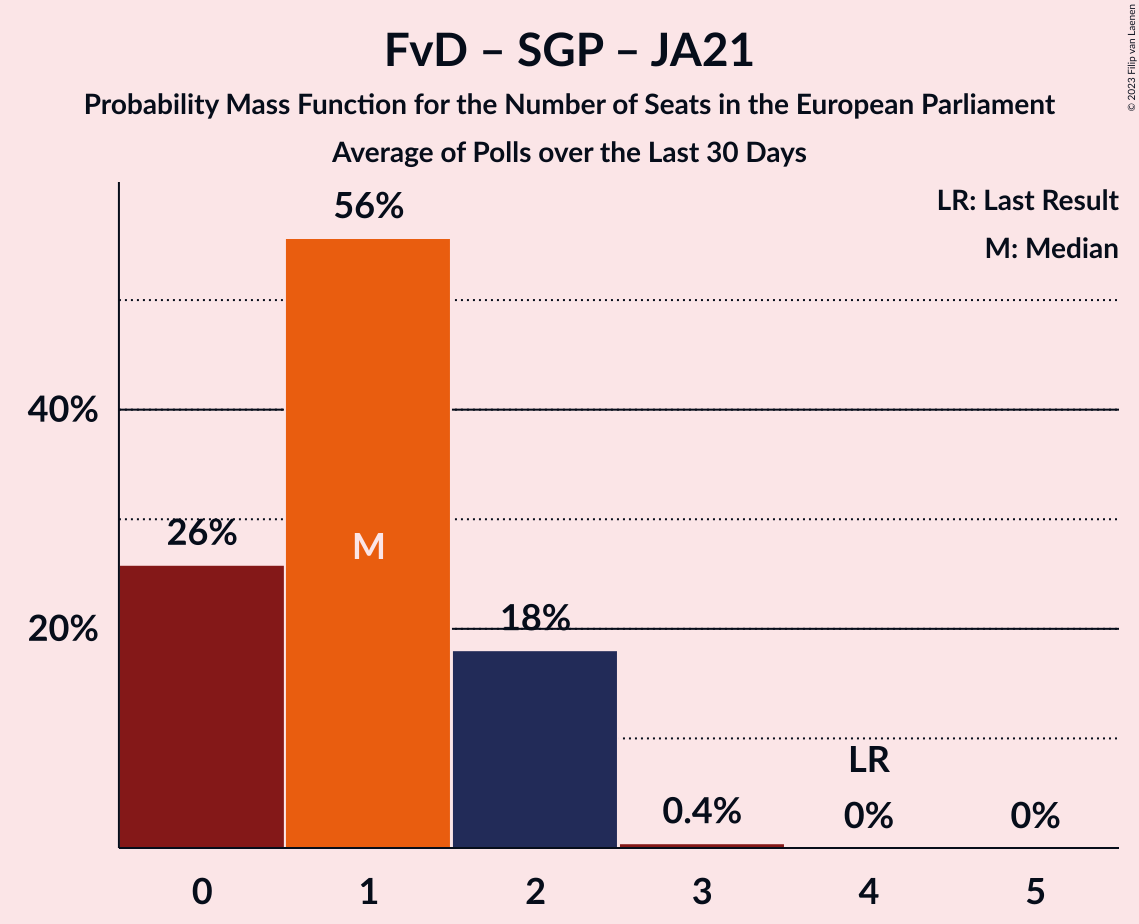 FvD – SGP – JA21
Probability Mass Function for the Number of Seats in the European Parliament
Average of Polls over the Last 30 Days
© 2023 Filip van Laenen
LR: Last Result
M: Median
56%
40%
26%
M
20%
18%
LR
0.4%
0%
0%
0
1
2
3
4
5